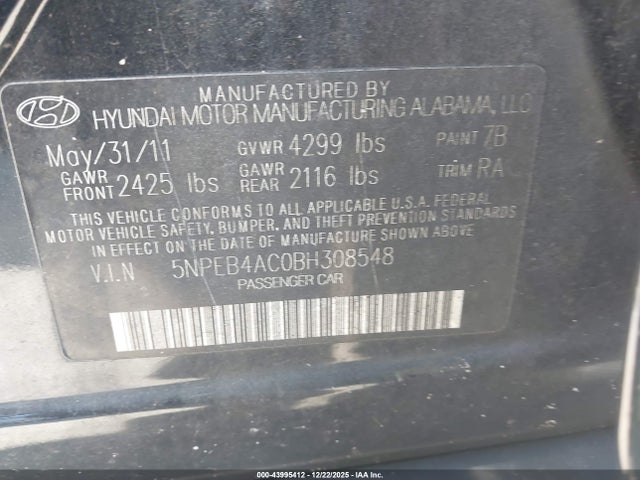 MANUFACTURED BY
HYUNDAI MOTOR MANUFACTURING ALABAMA, LLC
May/31/11 GVWR 4299 lbs PAINT 7B
GAWR FRONT 2425 lbs GAWR REAR 2116 lbs TRIM RA
THIS VEHICLE CONFORMS TO ALL APPLICABLE U.S.A. FEDERAL
MOTOR VEHICLE SAFETY, BUMPER, AND THEFT PREVENTION STANDARDS
IN EFFECT ON THE DATE OF MANUFACTURE SHOWN ABOVE
V.I.N 5NPEB4AC0BH308548
PASSENGER CAR
000-43995412 | 12/22/2025 - IAAI.com